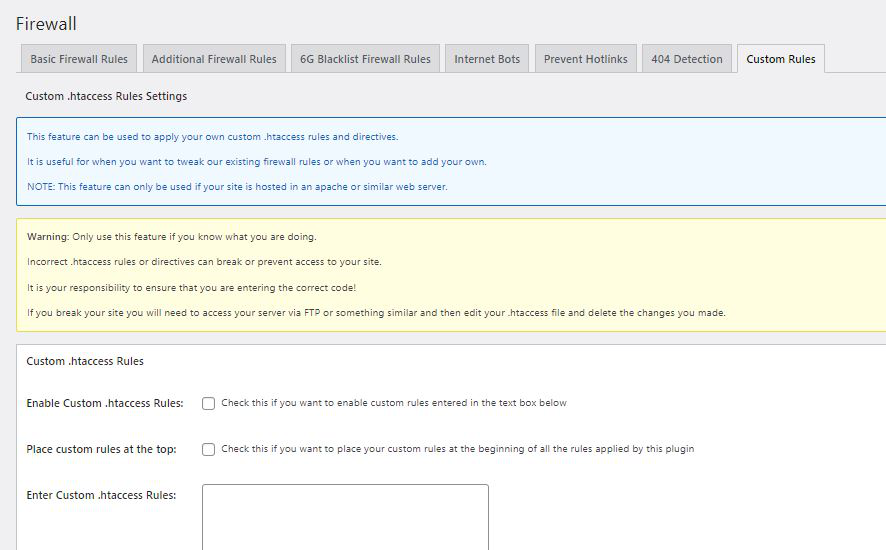 Firewall
Basic Firewall Rules
Additional Firewall Rules
6G Blacklist Firewall Rules
Internet Bots
Prevent Hotlinks
404 Detection
Custom Rules
Custom .htaccess Rules Settings
This feature can be used to apply your own custom .htaccess rules and directives.
It is useful for when you want to tweak our existing firewall rules or when you want to add your own.
NOTE: This feature can only be used if your site is hosted in an apache or similar web server.
Warning: Only use this feature if you know what you are doing.
Incorrect .htaccess rules or directives can break or prevent access to your site.
It is your responsibility to ensure that you are entering the correct code!
If you break your site you will need to access your server via FTP or something similar and then edit your .htaccess file and delete the changes you made.
Custom .htaccess Rules
Enable Custom .htaccess Rules: Check this if you want to enable custom rules entered in the text box below
Place custom rules at the top: Check this if you want to place your custom rules at the beginning of all the rules applied by this plugin
Enter Custom .htaccess Rules: